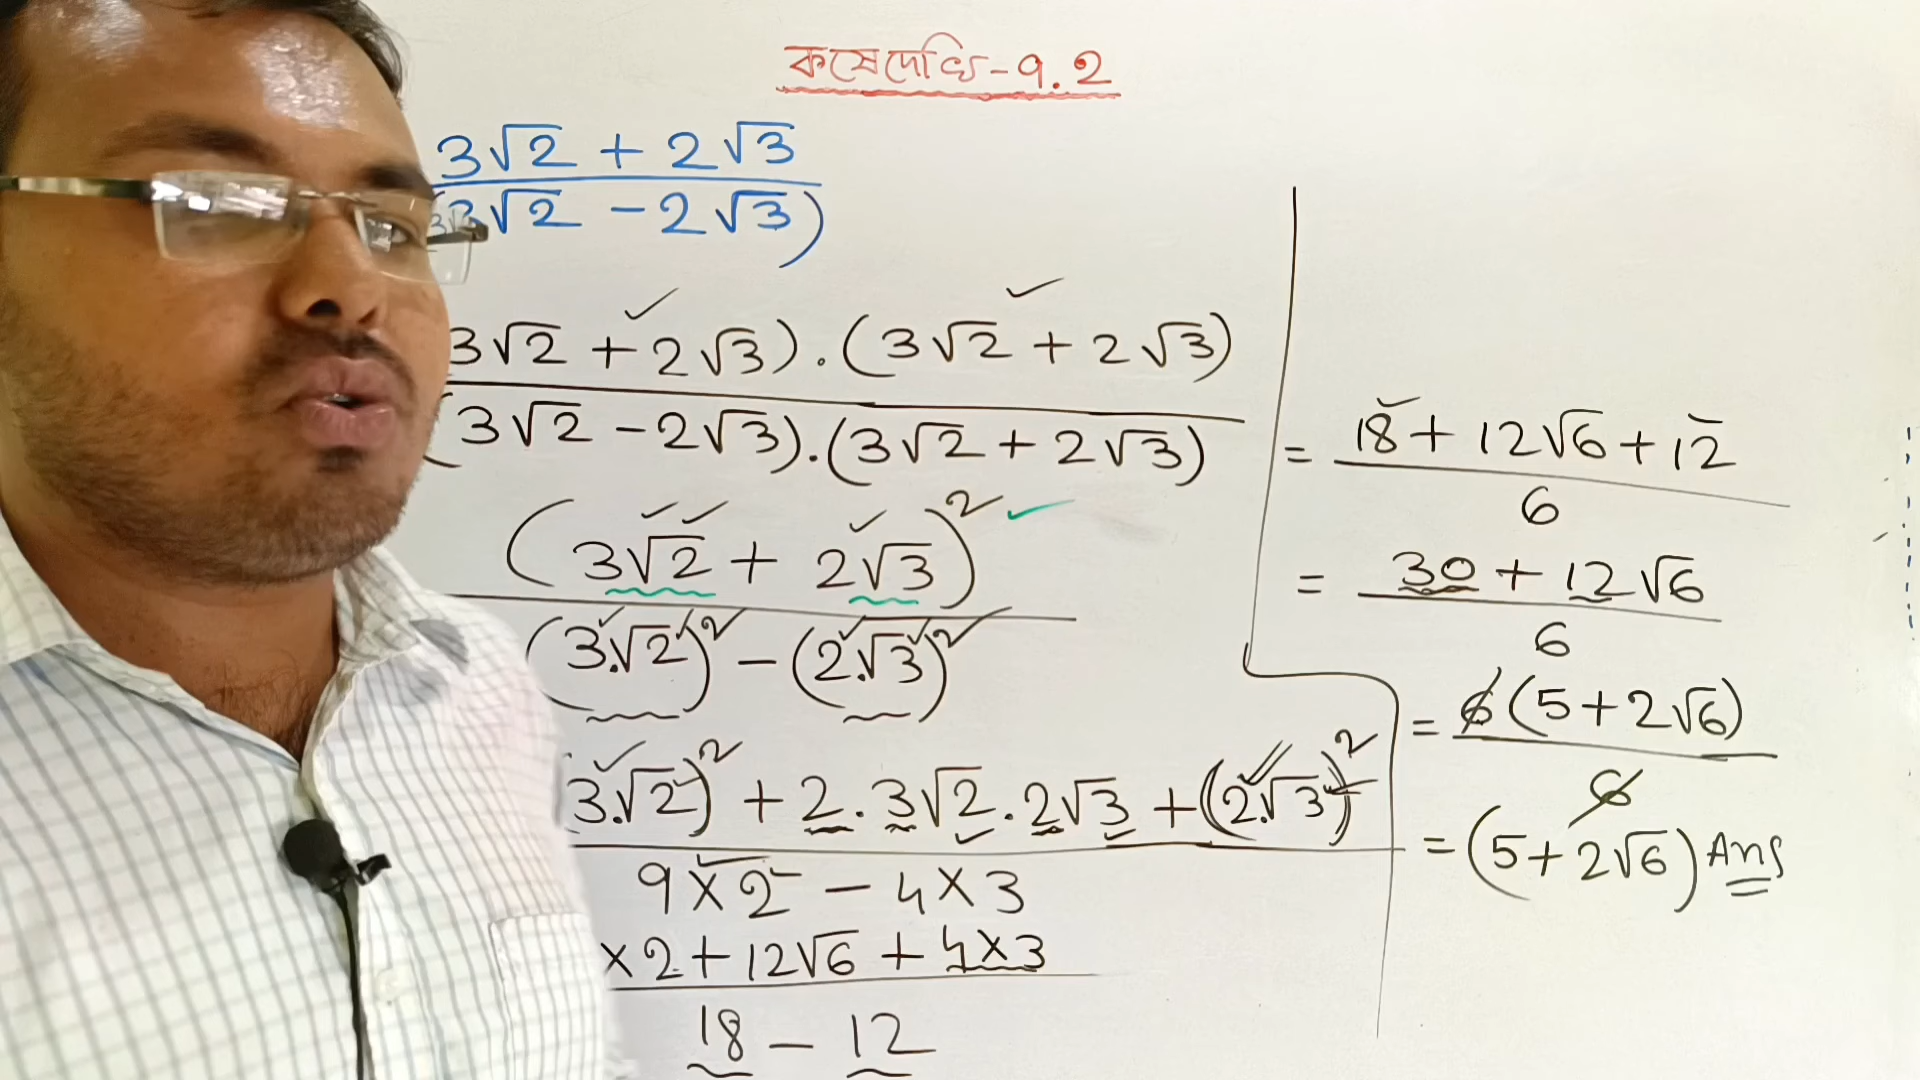 কষে দেখি - 9.2
3√2 + 2√3
3√2 - 2√3)
3√2 + 2√3) . (3√2 + 2√3)
(3√2 - 2√3) . (3√2 + 2√3)
(3√2 + 2√3)²
(3.√2)² - (2.√3)²
3.√2)² + 2 . 3√2 . 2√3 + (2.√3)²
9 × 2 - 4 × 3
× 2 + 12√6 + 4 × 3
18 - 12
= 18 + 12√6 + 12
6
= 30 + 12√6
6
= 6(5 + 2√6)
6
= (5 + 2√6) Ans